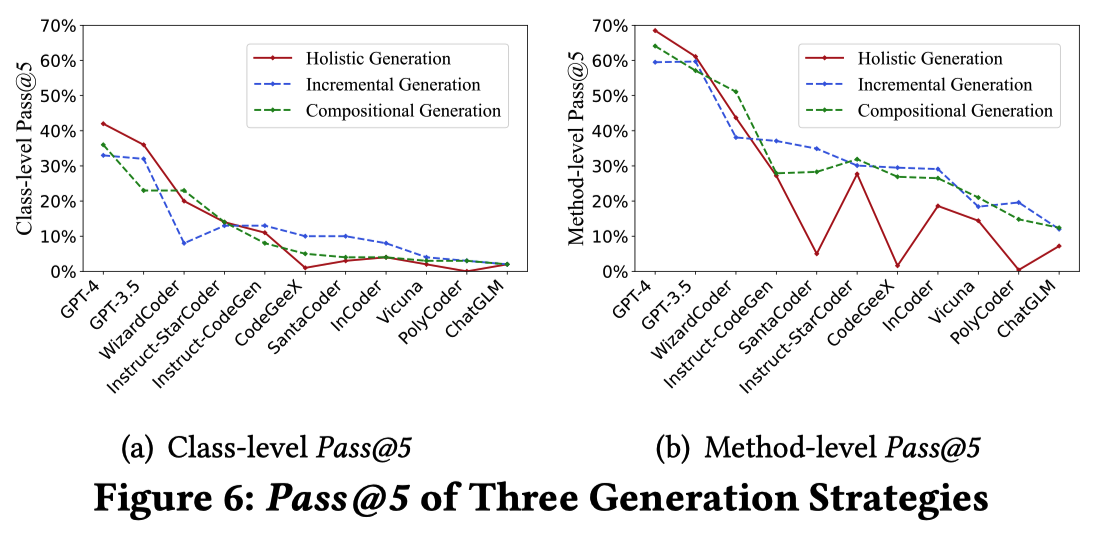 70%
60%
50%
40%
30%
20%
10%
0%
Class-level Pass@5
Holistic Generation
Incremental Generation
Compositional Generation
GPT-4
GPT-3.5
WizardCoder
Instruct-StarCoder
Instruct-CodeGen
CodeGeeX
SantaCoder
InCoder
Vicuna
PolyCoder
ChatGLM
(a) Class-level Pass@5
70%
60%
50%
40%
30%
20%
10%
0%
Method-level Pass@5
Holistic Generation
Incremental Generation
Compositional Generation
GPT-4
GPT-3.5
WizardCoder
Instruct-CodeGen
SantaCoder
Instruct-StarCoder
CodeGeeX
InCoder
Vicuna
PolyCoder
ChatGLM
(b) Method-level Pass@5
Figure 6: Pass@5 of Three Generation Strategies